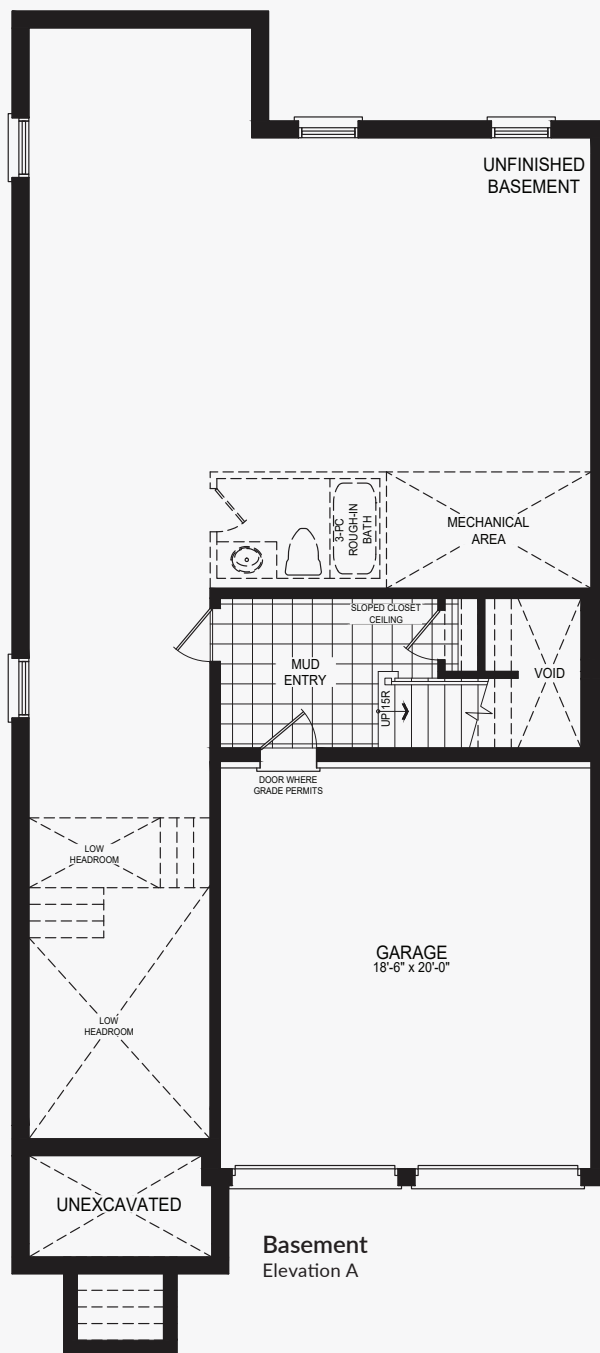 UNFINISHED
BASEMENT
3-PC
ROUGH-IN
BATH
MECHANICAL
AREA
SLOPED CLOSET
CEILING
MUD
ENTRY
VOID
UP 15R
DOOR WHERE
GRADE PERMITS
LOW
HEADROOM
GARAGE
18'-6" x 20'-0"
LOW
HEADROOM
UNEXCAVATED
Basement
Elevation A